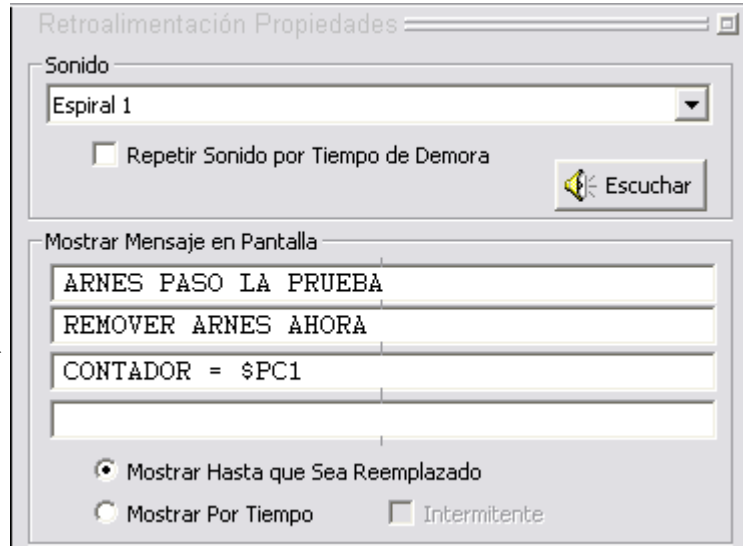 Retroalimentación Propiedades
Sonido
Espiral 1
Repetir Sonido por Tiempo de Demora
Escuchar
Mostrar Mensaje en Pantalla
ARNES PASO LA PRUEBA
REMOVER ARNES AHORA
CONTADOR = $PC1
Mostrar Hasta que Sea Reemplazado
Mostrar Por Tiempo
Intermitente